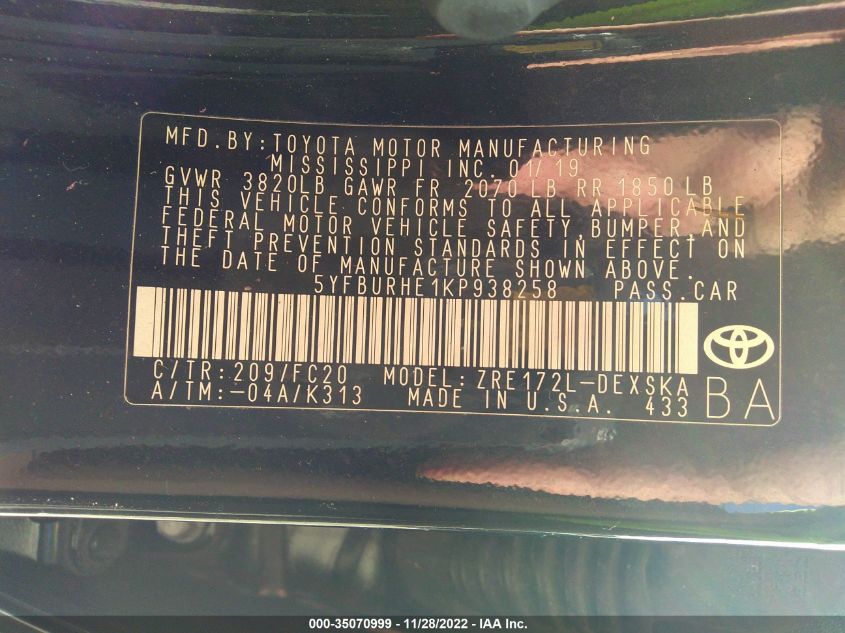 MFD.BY:TOYOTA MOTOR MANUFACTURING
MISSISSIPPI INC. 01/19
GVWR 3820LB GAWR FR 2070 LB RR 1850 LB
THIS VEHICLE CONFORMS TO ALL APPLICABLE
FEDERAL MOTOR VEHICLE SAFETY,BUMPER,AND
THEFT PREVENTION STANDARDS IN EFFECT ON
THE DATE OF MANUFACTURE SHOWN ABOVE.
5YFBURHE1KP938258 PASS.CAR
C/TR:209/FC20 MODEL:ZRE172L-DEXSKA
A/TM:-04A/K313 MADE IN U.S.A. 433 BA
000-35070999 - 11/28/2022 - IAA Inc.